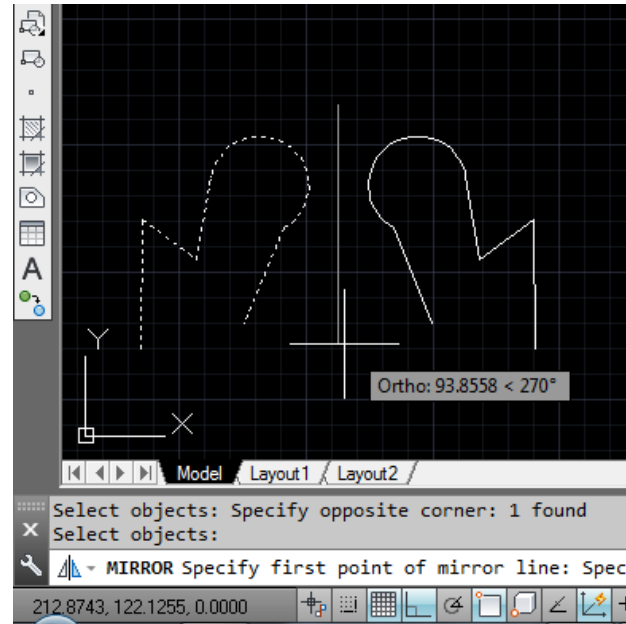 A
Y
X
Ortho: 93.8558 < 270°
Model Layout1 Layout2
Select objects: Specify opposite corner: 1 found
Select objects:
MIRROR Specify first point of mirror line: Spec
212.8743, 122.1255, 0.0000